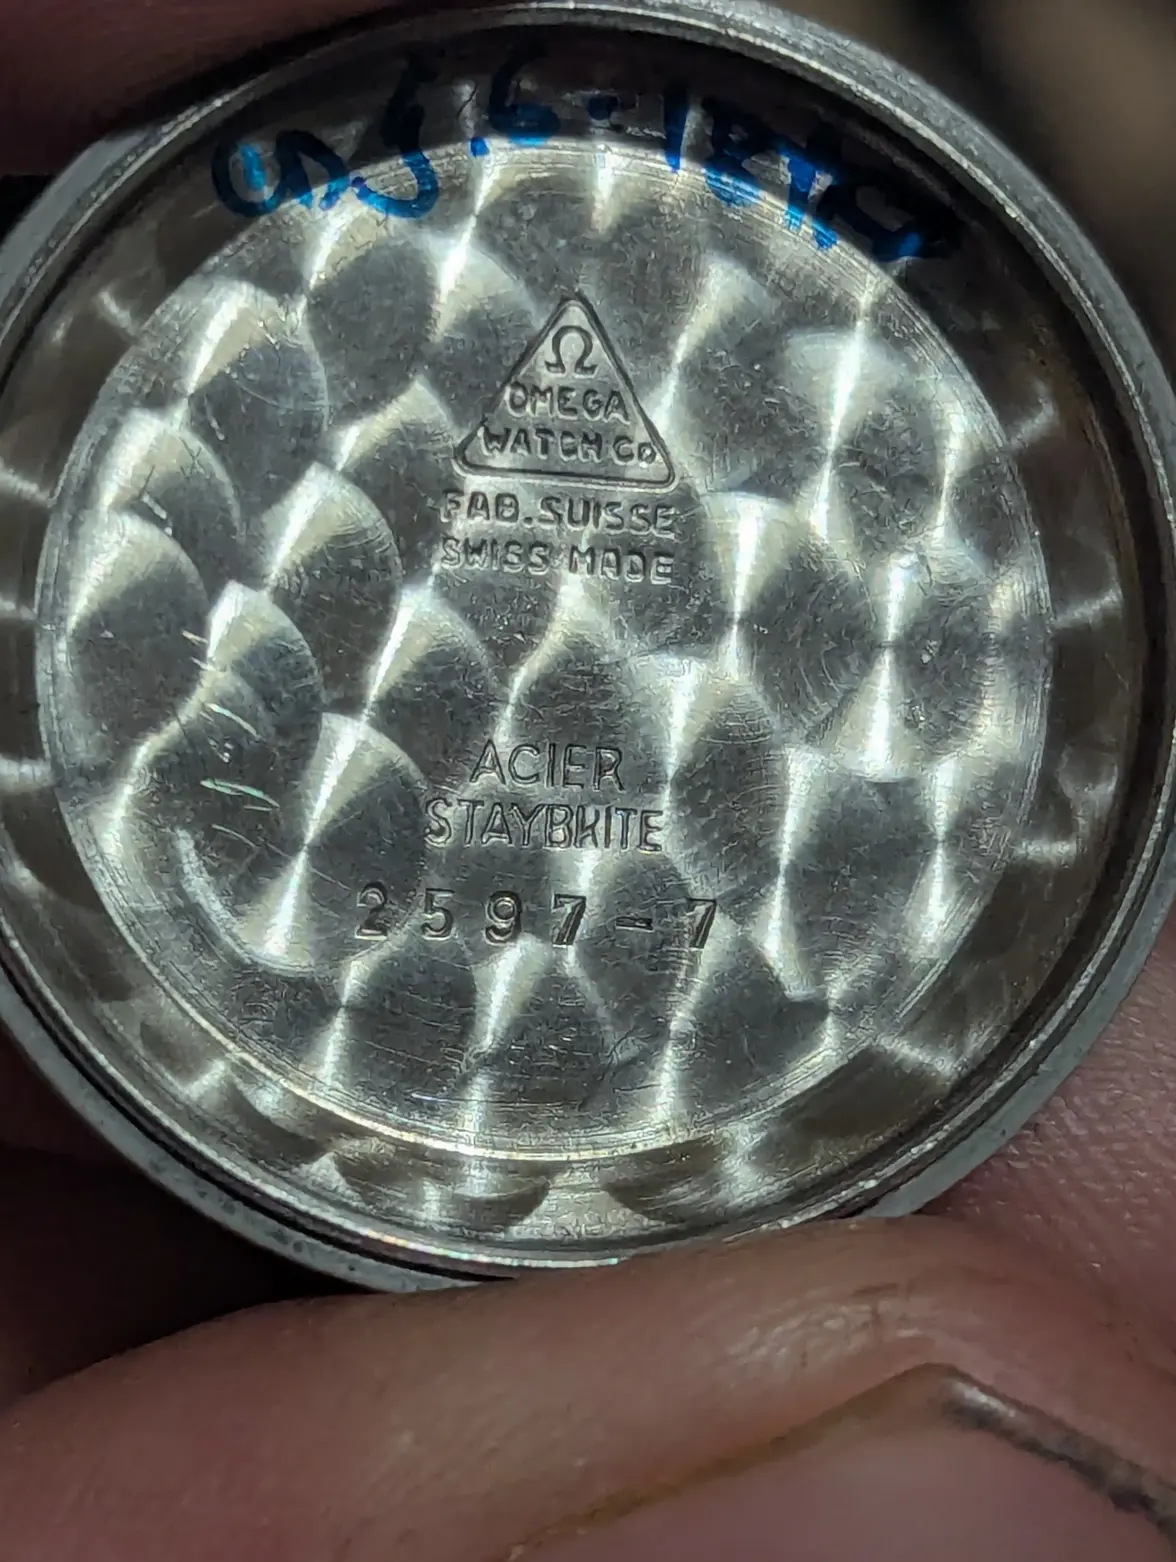 Ω
OMEGA
WATCH Co
FAB. SUISSE
SWISS MADE
ACIER
STAYBRITE
2597-7